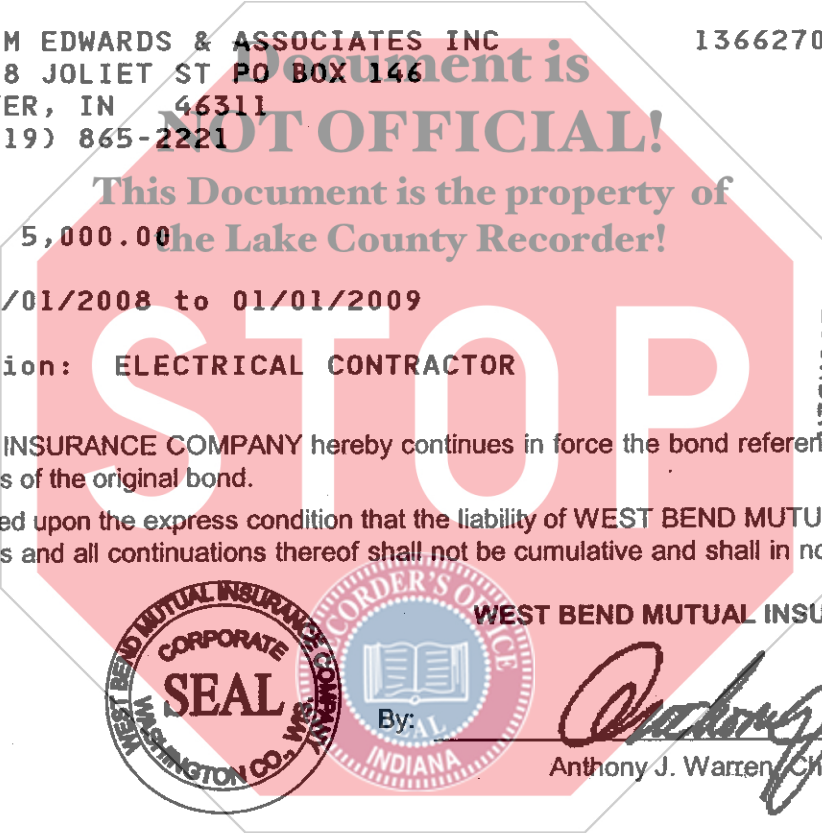 M EDWARDS & ASSOCIATES INC 1366270
8 JOLIET ST PO BOX 146
ER, IN 46311
19) 865-2221
Document is
NOT OFFICIAL!
This Document is the property of
the Lake County Recorder!
5,000.00
/01/2008 to 01/01/2009
ion: ELECTRICAL CONTRACTOR
STOP
INSURANCE COMPANY hereby continues in force the bond referen
s of the original bond.
ed upon the express condition that the liability of WEST BEND MUTU
s and all continuations thereof shall not be cumulative and shall in no
WEST BEND MUTUAL INSU
WEST BEND MUTUAL INSURANCE COMPANY
CORPORATE
SEAL
WASHINGTON CO., WIS.
RECORDER'S OFFICE
SEAL
INDIANA
By:
Anthony J. Warren, Ch